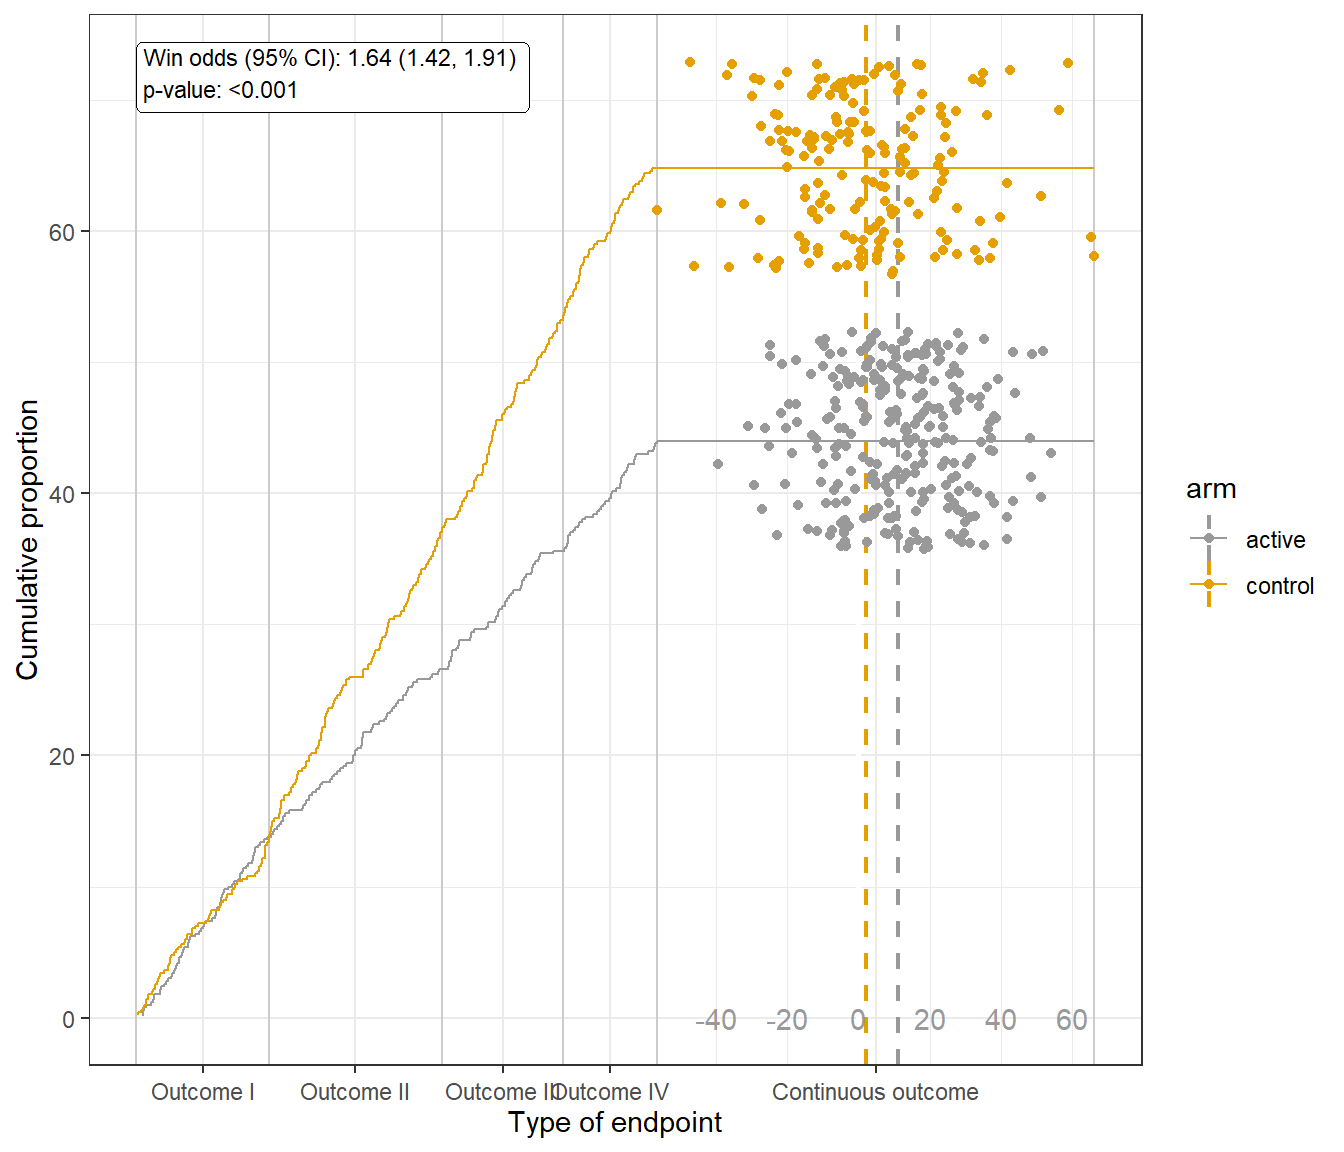 Win odds (95% CI): 1.64 (1.42, 1.91)
p-value: <0.001
Cumulative proportion
60
40
20
0
-40 -20 0 20 40 60
Outcome I Outcome II Outcome III Outcome IV Continuous outcome
Type of endpoint
arm
active
control